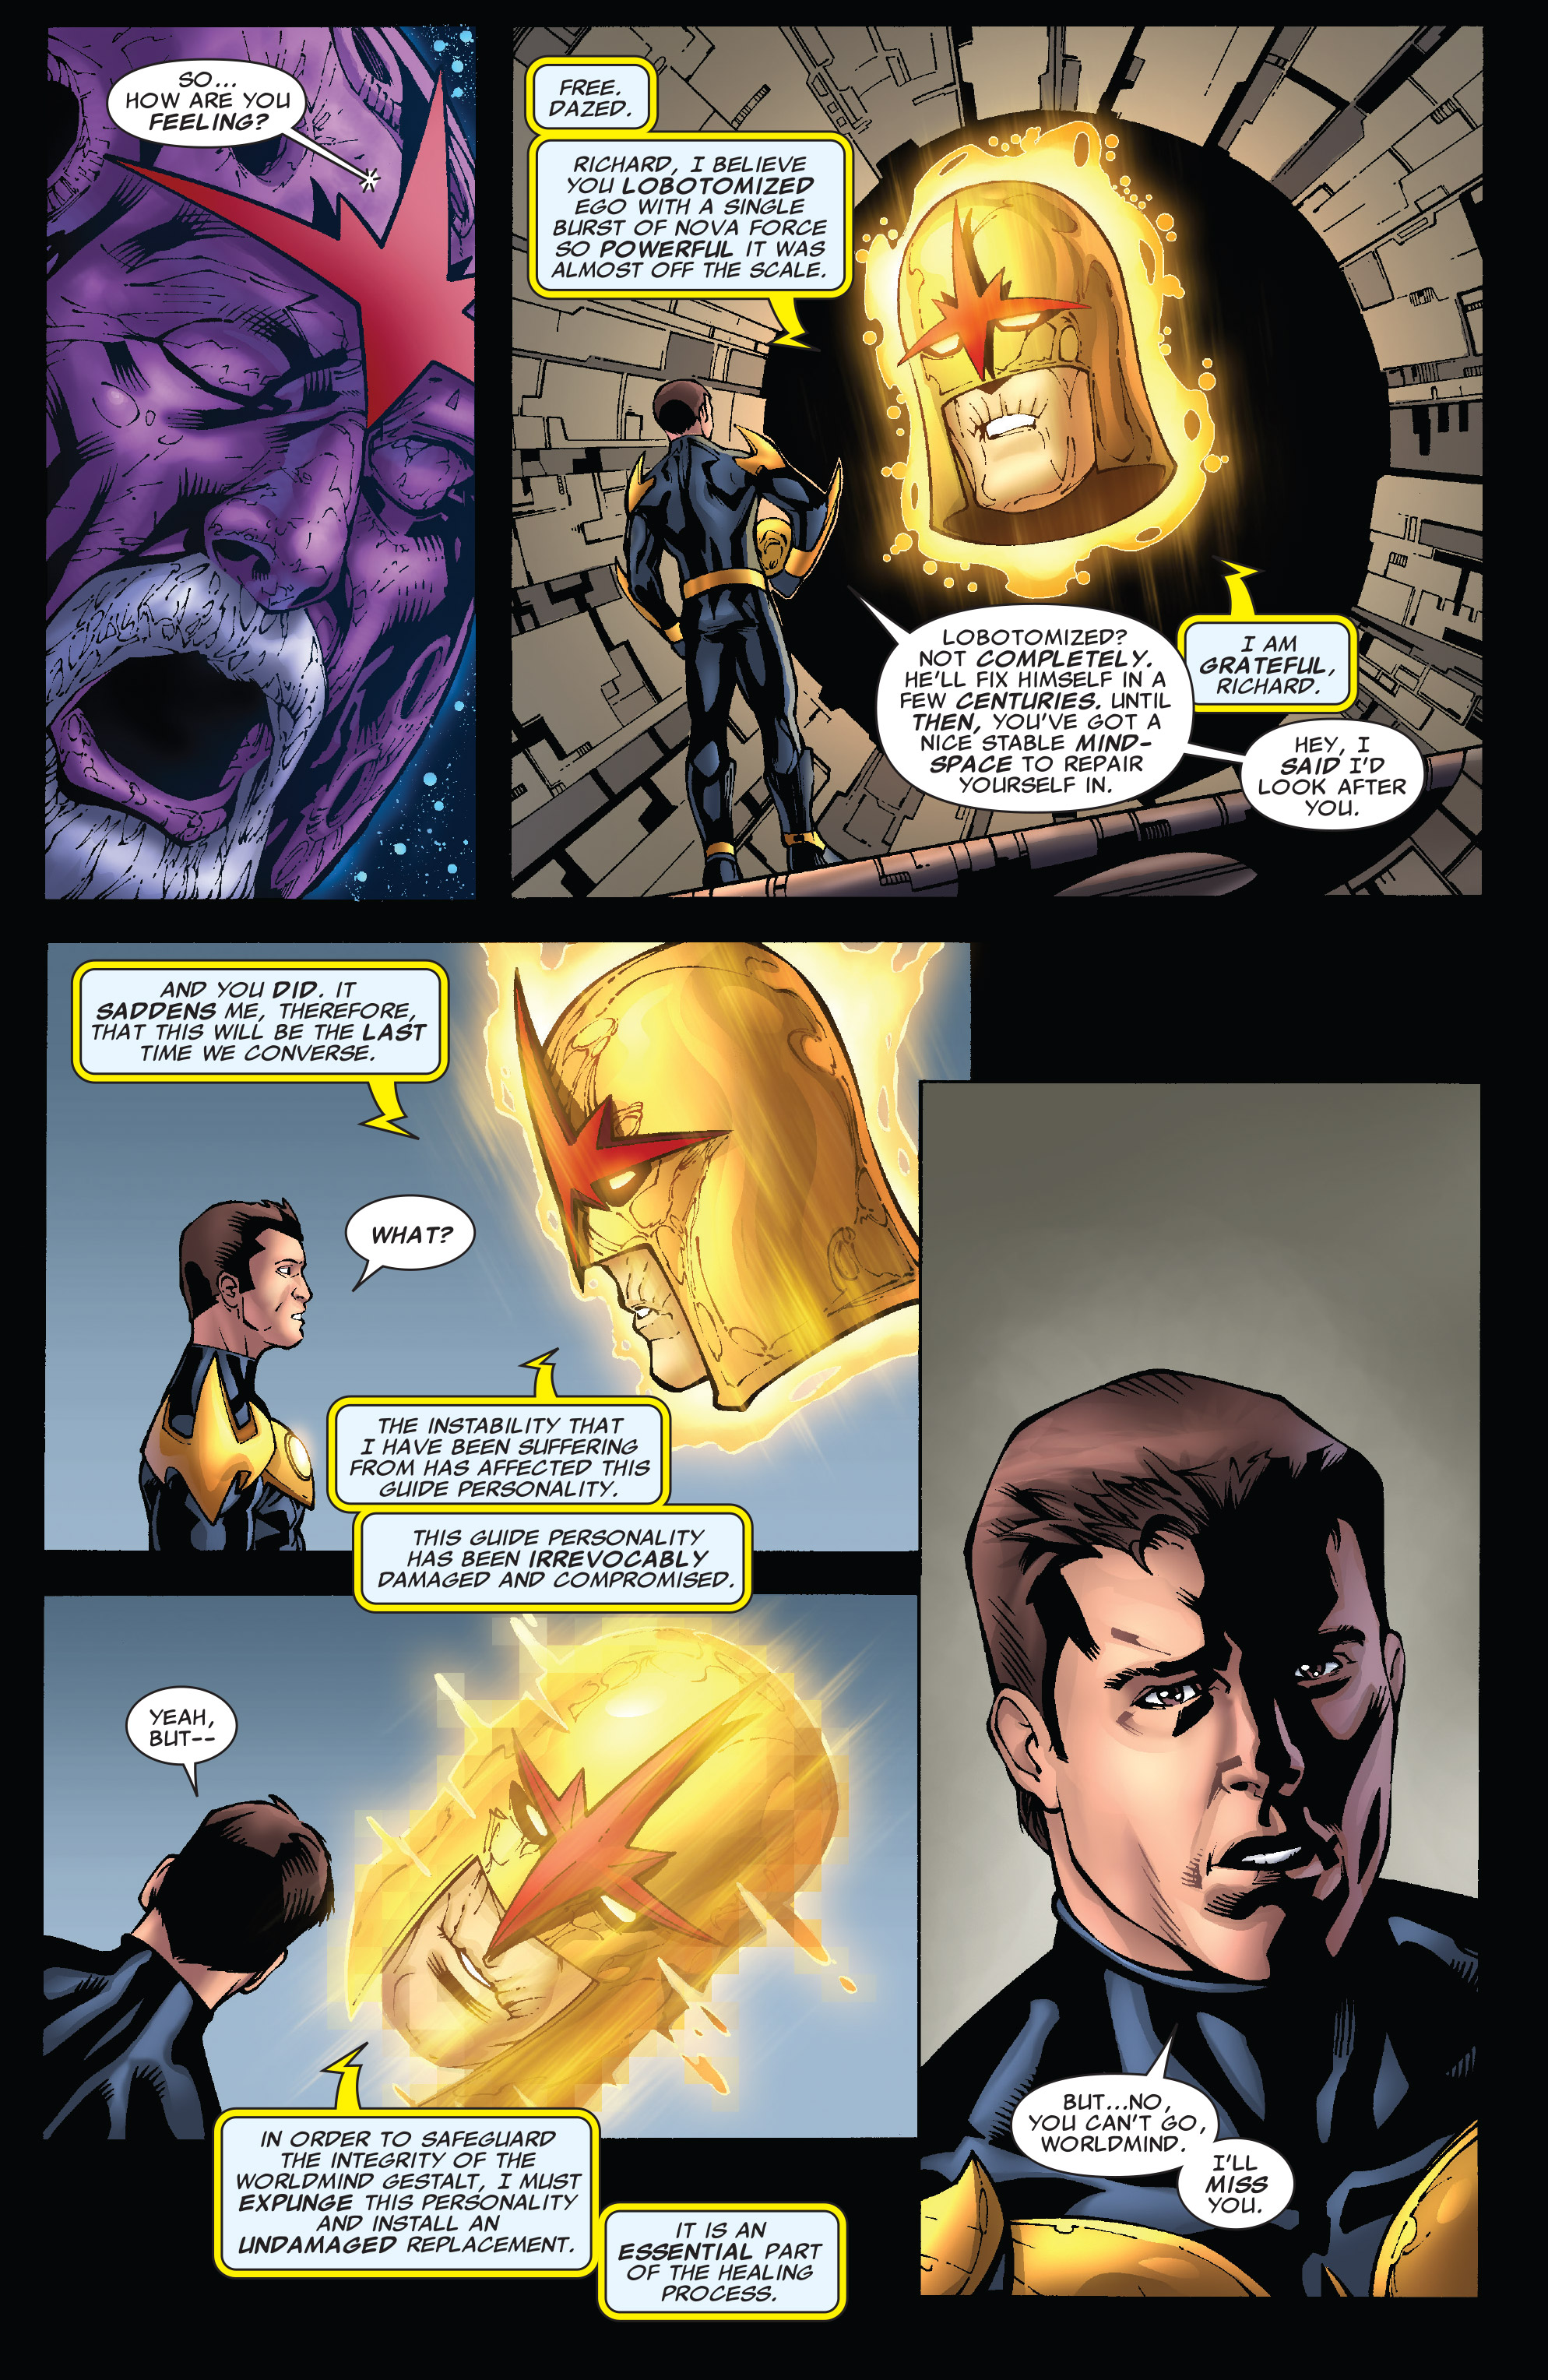 SO...
HOW ARE YOU
FEELING?
FREE.
DAZED.
RICHARD, I BELIEVE
YOU LOBOTOMIZED
EGO WITH A SINGLE
BURST OF NOVA FORCE
SO POWERFUL IT WAS
ALMOST OFF THE SCALE.
LOBOTOMIZED?
NOT COMPLETELY.
HE'LL FIX HIMSELF IN A
FEW CENTURIES. UNTIL
THEN, YOU'VE GOT A
NICE STABLE MIND-
SPACE TO REPAIR
YOURSELF IN.
I AM
GRATEFUL,
RICHARD.
HEY, I
SAID I'D
LOOK AFTER
YOU.
AND YOU DID. IT
SADDENS ME, THEREFORE,
THAT THIS WILL BE THE LAST
TIME WE CONVERSE.
WHAT?
THE INSTABILITY THAT
I HAVE BEEN SUFFERING
FROM HAS AFFECTED THIS
GUIDE PERSONALITY.
THIS GUIDE PERSONALITY
HAS BEEN IRREVOCABLY
DAMAGED AND COMPROMISED.
YEAH,
BUT--
IN ORDER TO SAFEGUARD
THE INTEGRITY OF THE
WORLDMIND GESTALT, I MUST
EXPUNGE THIS PERSONALITY
AND INSTALL AN
UNDAMAGED REPLACEMENT.
IT IS AN
ESSENTIAL PART
OF THE HEALING
PROCESS.
BUT...NO,
YOU CAN'T GO,
WORLDMIND.
I'LL
MISS
YOU.